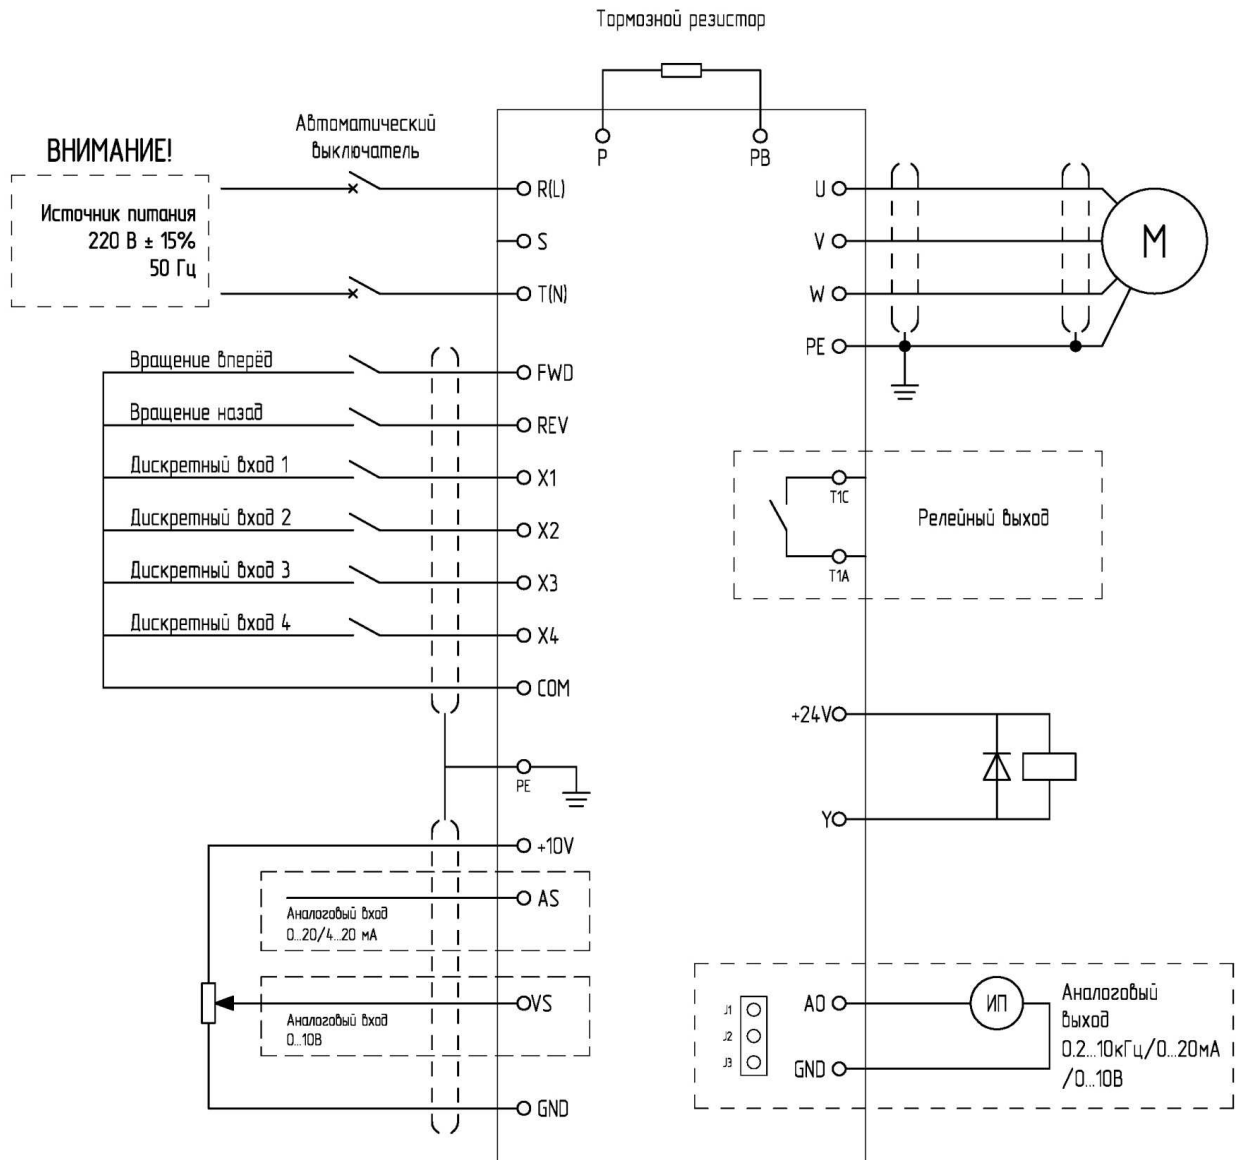 Тормозной резистор
P
PB
ВНИМАНИЕ!
Источник питания
220 В ± 15%
50 Гц
Автоматический
выключатель
R(L)
S
T(N)
Вращение вперёд
FWD
Вращение назад
REV
Дискретный вход 1
X1
Дискретный вход 2
X2
Дискретный вход 3
X3
Дискретный вход 4
X4
COM
PE
+10V
AS
Аналоговый вход
0...20/4...20 мА
VS
Аналоговый вход
0...10В
GND
U
V
W
PE
M
T1C
T1A
Релейный выход
+24V
Y
J1
J2
J3
AO
GND
ИП
Аналоговый
выход
0.2...10кГц/0...20мА
/0...10В